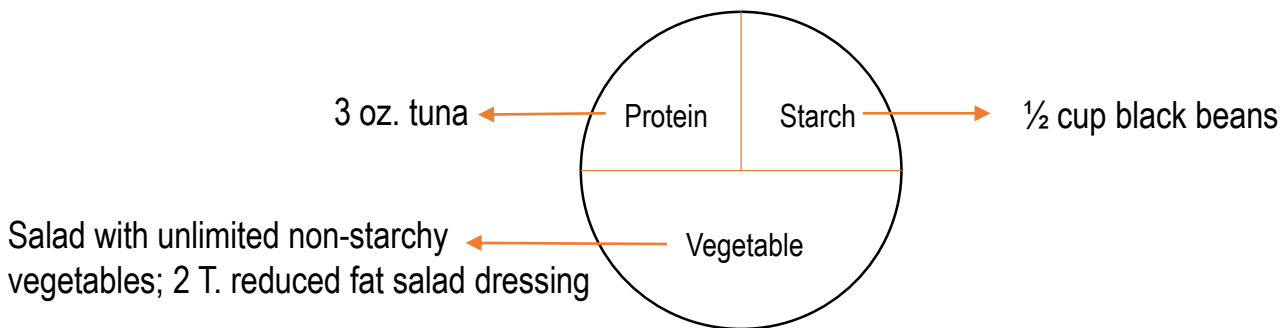 3 oz. tuna
Protein
Starch
½ cup black beans
Salad with unlimited non-starchy
vegetables; 2 T. reduced fat salad dressing
Vegetable